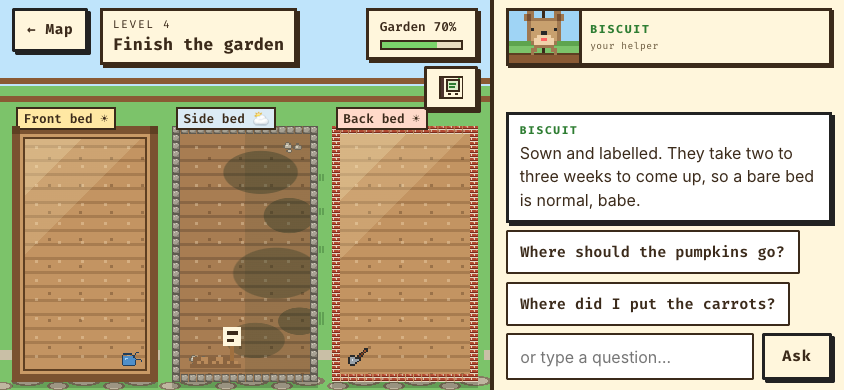 ← Map
LEVEL 4
Finish the garden
Garden 70%
Front bed ☀
Side bed ⛅
Back bed ☀
BISCUIT
your helper
BISCUIT
Sown and labelled. They take two to
three weeks to come up, so a bare bed
is normal, babe.
Where should the pumpkins go?
Where did I put the carrots?
or type a question...
Ask